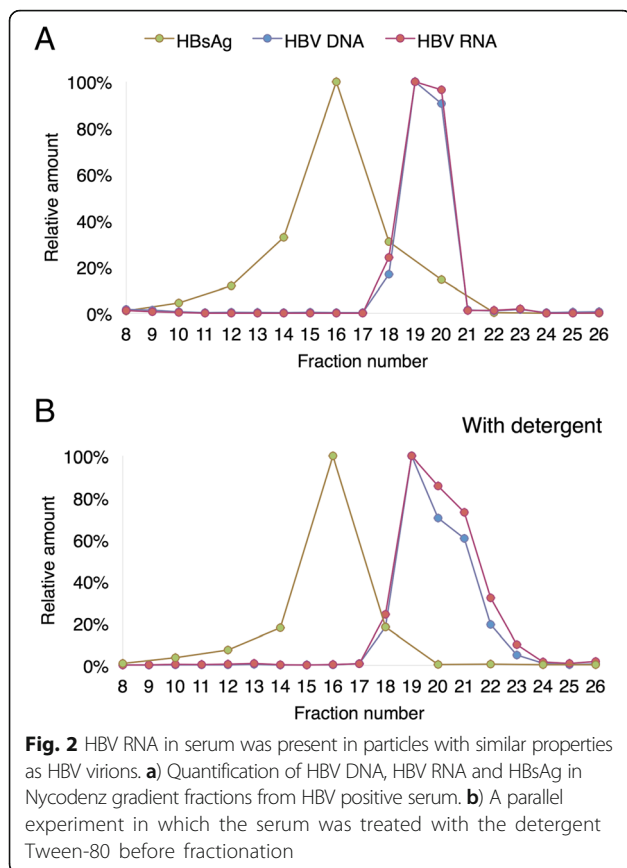 A
HBsAg HBV DNA HBV RNA
100%
80%
60%
40%
20%
0%
Relative amount
8 9 10 11 12 13 14 15 16 17 18 19 20 21 22 23 24 25 26
Fraction number
B
With detergent
100%
80%
60%
40%
20%
0%
Relative amount
8 9 10 11 12 13 14 15 16 17 18 19 20 21 22 23 24 25 26
Fraction number
Fig. 2 HBV RNA in serum was present in particles with similar properties
as HBV virions. a) Quantification of HBV DNA, HBV RNA and HBsAg in
Nycodenz gradient fractions from HBV positive serum. b) A parallel
experiment in which the serum was treated with the detergent
Tween-80 before fractionation